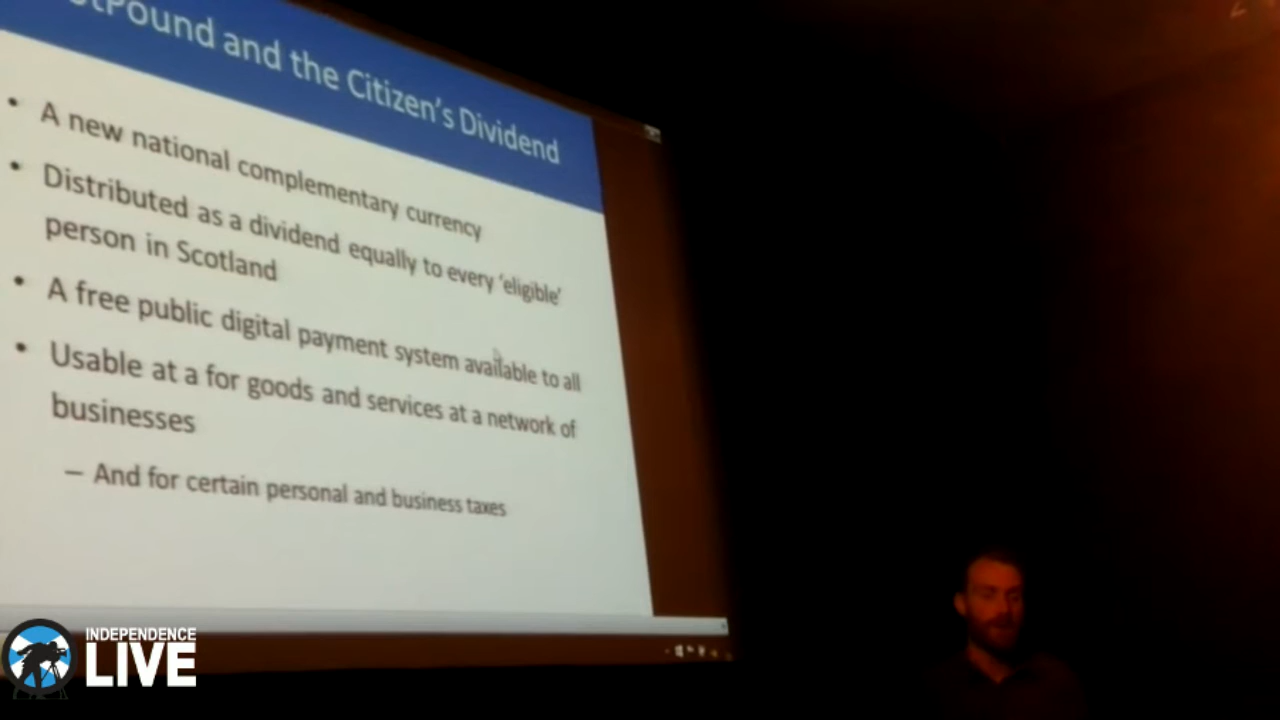 tPound and the Citizen's Dividend
• A new national complementary currency
• Distributed as a dividend equally to every 'eligible'
person in Scotland
• A free public digital payment system available to all
• Usable at a for goods and services at a network of
businesses
– And for certain personal and business taxes
INDEPENDENCE
LIVE